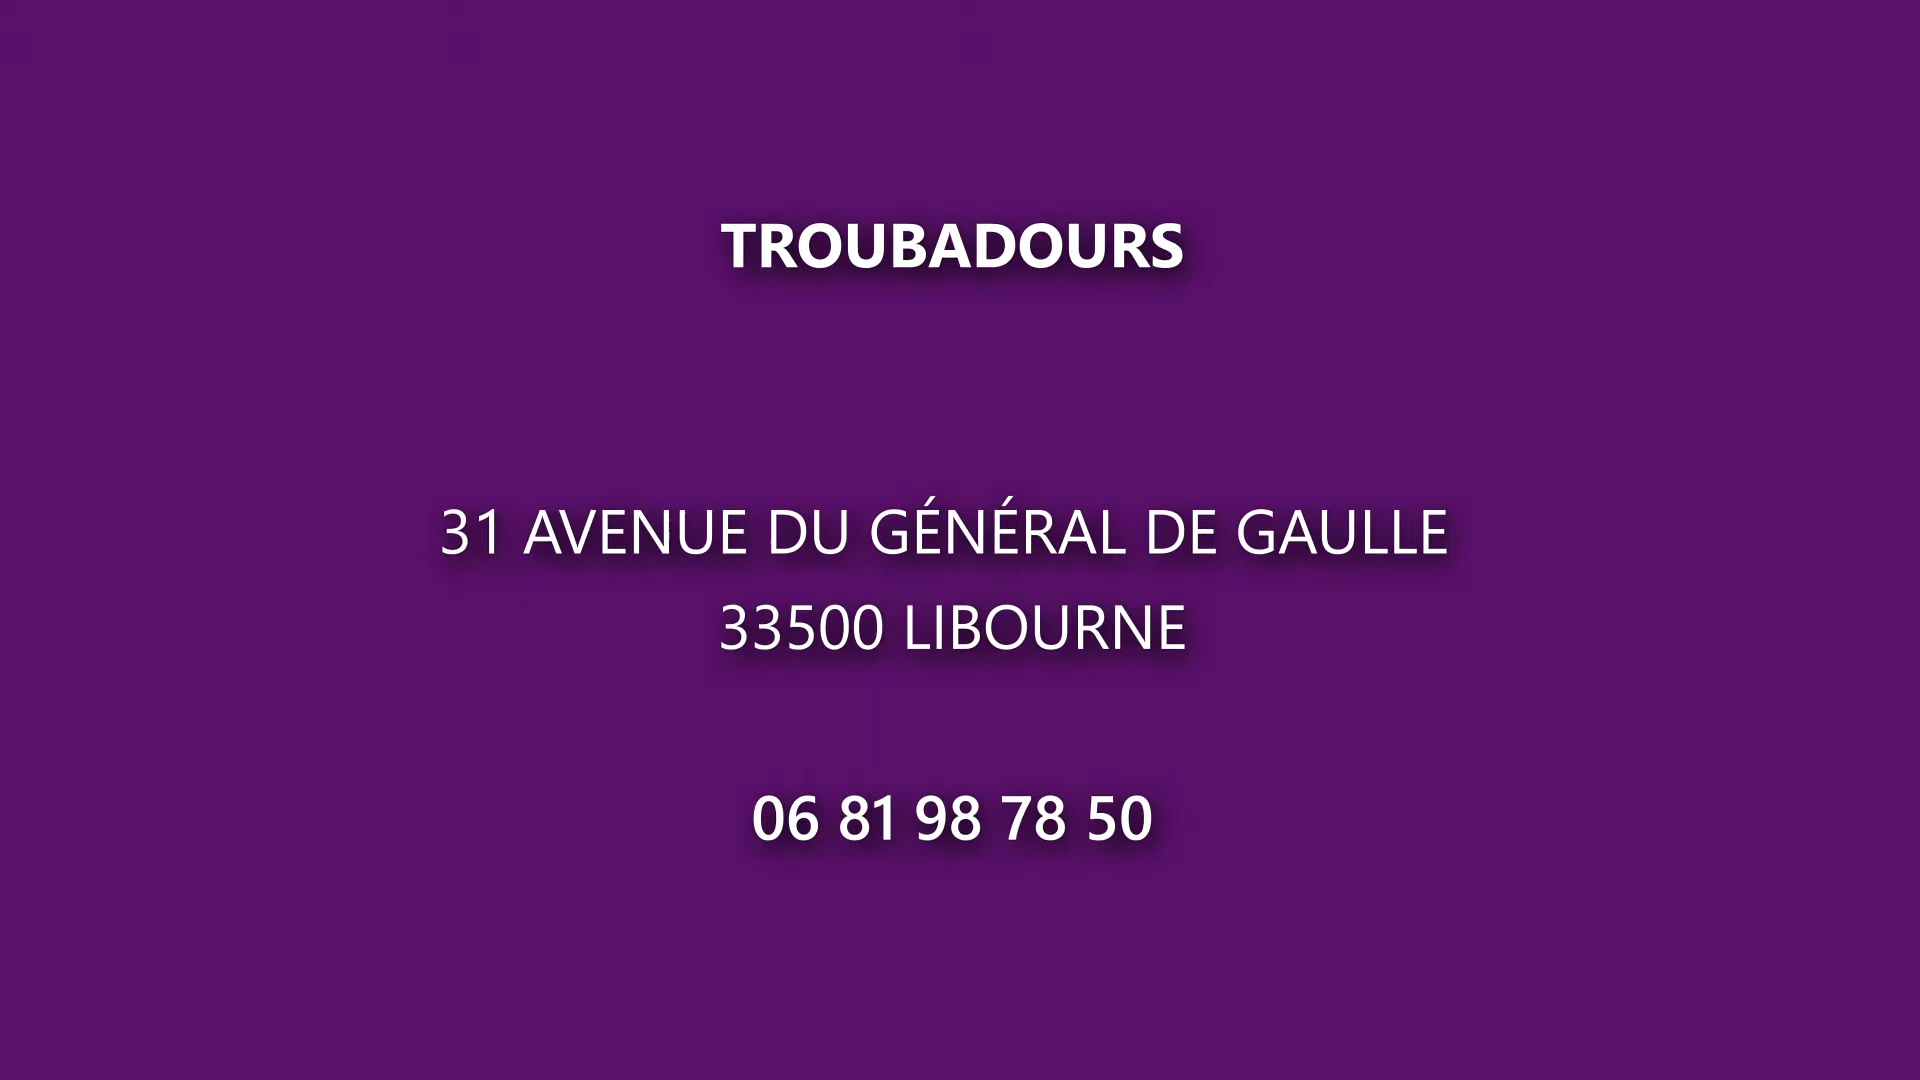 TROUBADOURS
31 AVENUE DU GÉNÉRAL DE GAULLE
33500 LIBOURNE
06 81 98 78 50